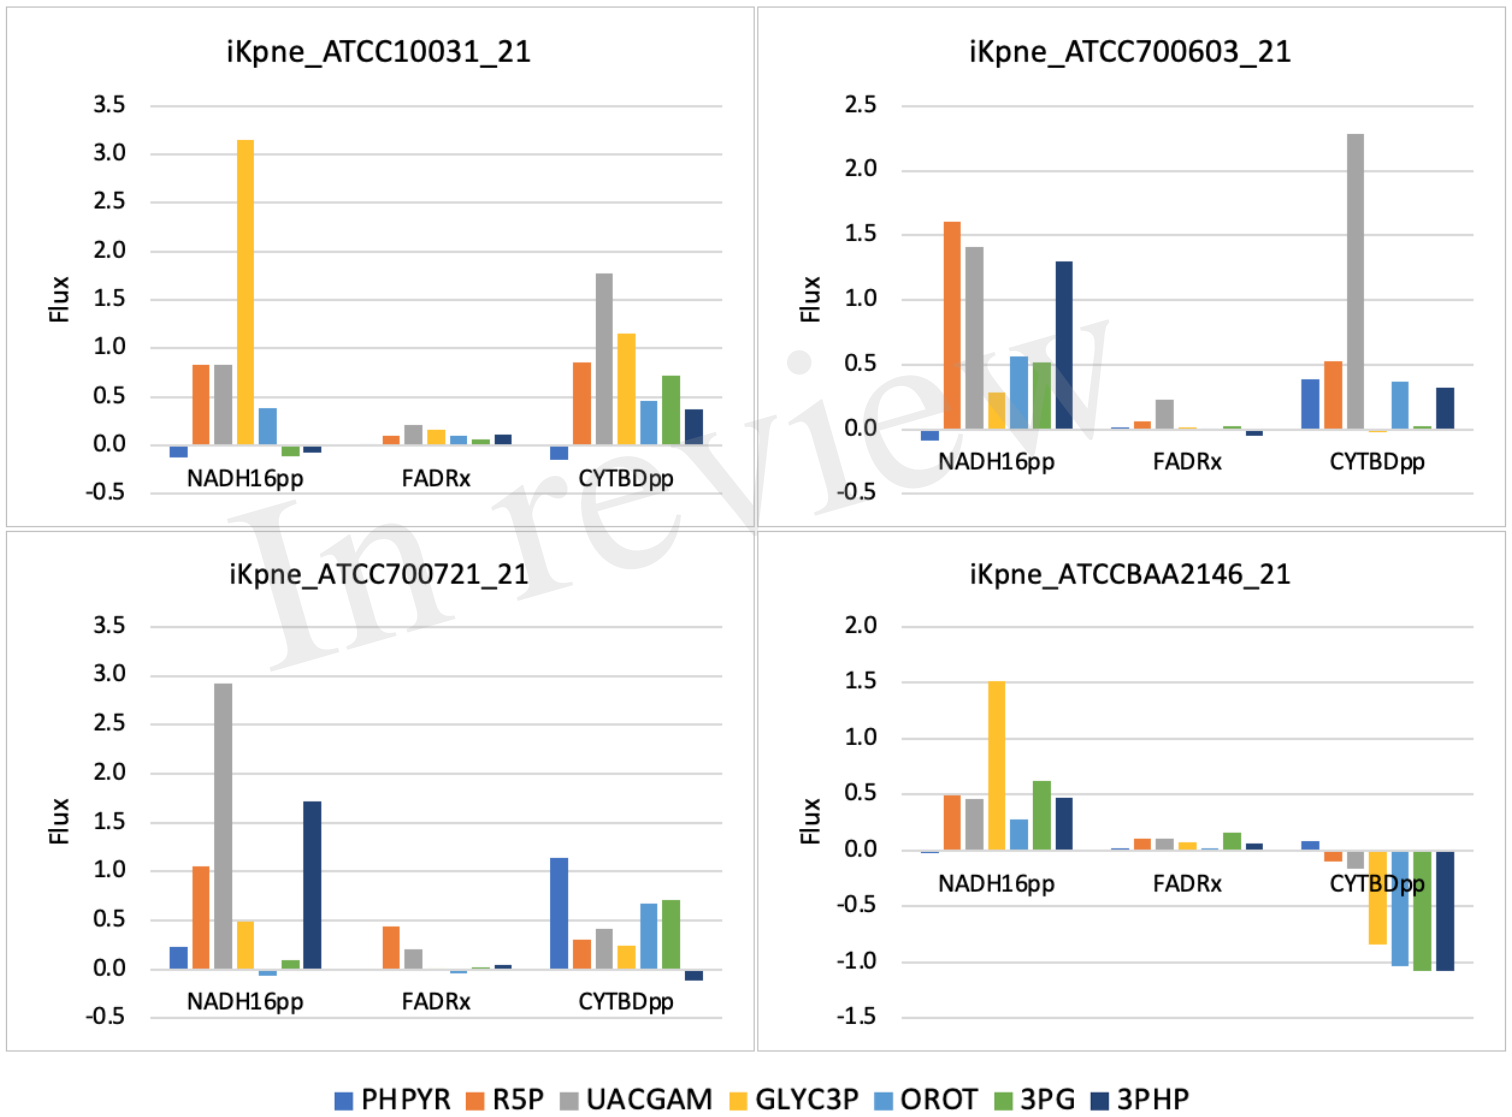 iKpne_ATCC10031_21
3.5
3.0
2.5
2.0
1.5
1.0
0.5
0.0
-0.5
Flux
NADH16pp
FADRx
CYTBDpp
iKpne_ATCC700603_21
2.5
2.0
1.5
1.0
0.5
0.0
-0.5
Flux
NADH16pp
FADRx
CYTBDpp
iKpne_ATCC700721_21
3.5
3.0
2.5
2.0
1.5
1.0
0.5
0.0
-0.5
Flux
NADH16pp
FADRx
CYTBDpp
iKpne_ATCCBAA2146_21
2.0
1.5
1.0
0.5
0.0
-0.5
-1.0
-1.5
Flux
NADH16pp
FADRx
CYTBDpp
In review
PHPYR R5P UACGAM GLYC3P OROT 3PG 3PHP